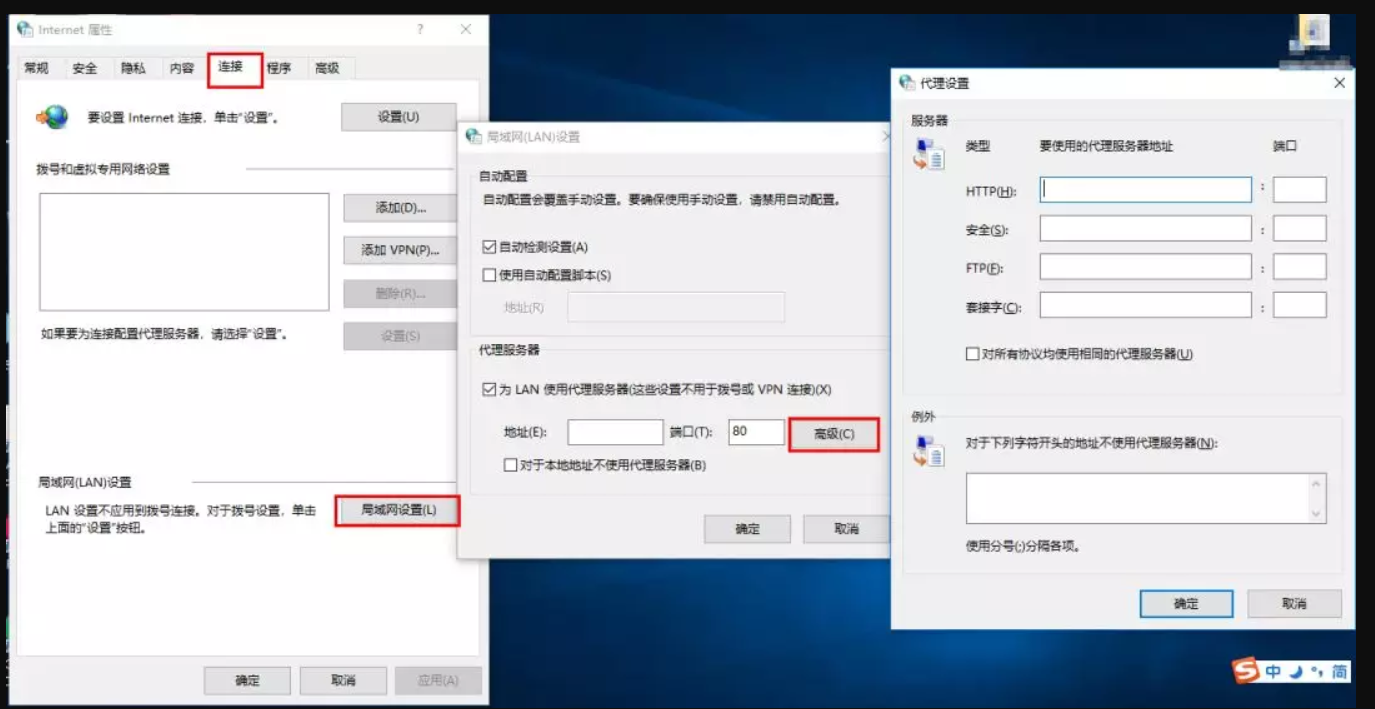 Internet 属性
常规 安全 隐私 内容 连接 程序 高级
要设置 Internet 连接，单击“设置”。
设置(U)
拨号和虚拟专用网络设置
添加(D)...
添加 VPN(P)...
删除(R)...
设置(S)
如果要为连接配置代理服务器，请选择“设置”。
局域网(LAN)设置
LAN 设置不应用到拨号连接。对于拨号设置，单击
上面的“设置”按钮。
局域网设置(L)
确定 取消 应用(A)
局域网(LAN)设置
自动配置
自动配置会覆盖手动设置。要确保使用手动设置，请禁用自动配置。
自动检测设置(A)
使用自动配置脚本(S)
地址(R)
代理服务器
为 LAN 使用代理服务器(这些设置不用于拨号或 VPN 连接)(X)
地址(E): 端口(T): 80 高级(C)
对于本地地址不使用代理服务器(B)
确定 取消
代理设置
服务器
类型 要使用的代理服务器地址 端口
HTTP(H): :
安全(S): :
FTP(F): :
套接字(C): :
对所有协议均使用相同的代理服务器(U)
例外
对于下列字符开头的地址不使用代理服务器(N):
使用分号(;)分隔各项。
确定 取消
S 中 简